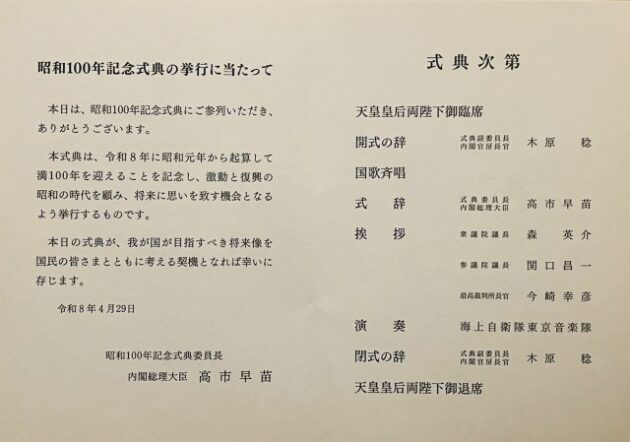 昭和100年記念式典の挙行に当たって
本日は、昭和100年記念式典にご参列いただき、
ありがとうございます。
本式典は、令和8年に昭和元年から起算して
満100年を迎えることを記念し、激動と復興の
昭和の時代を顧み、将来に思いを致す機会となる
よう挙行するものです。
本日の式典が、我が国が目指すべき将来像を
国民の皆さまとともに考える契機となれば幸いに
存じます。
令和8年4月29日
昭和100年記念式典委員長
内閣総理大臣 高市早苗
式典次第
天皇皇后両陛下御臨席
開式の辞 式典副委員長 内閣官房長官 木原稔
国歌斉唱
式辞 式典委員長 内閣総理大臣 高市早苗
挨拶 衆議院議長 森英介
参議院議長 関口昌一
最高裁判所長官 今崎幸彦
演奏 海上自衛隊東京音楽隊
閉式の辞 式典副委員長 内閣官房長官 木原稔
天皇皇后両陛下御退席